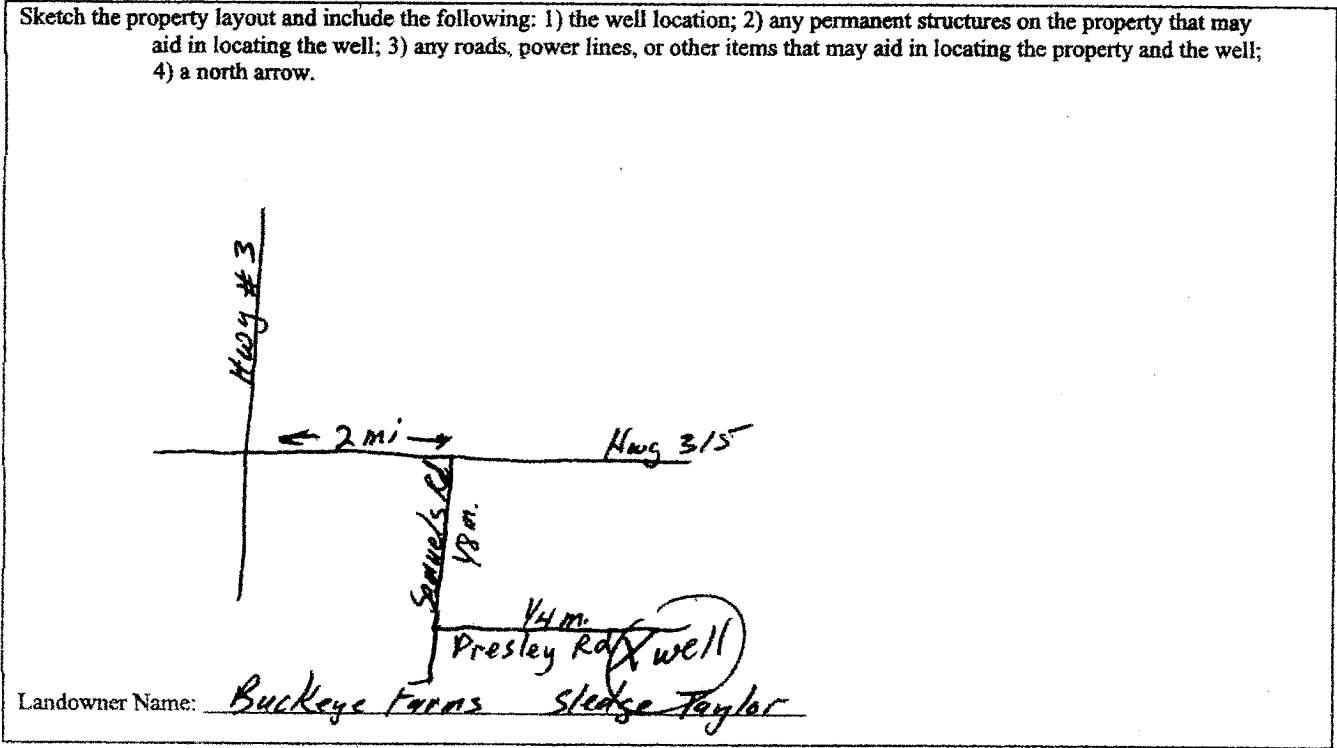 Sketch the property layout and include the following: 1) the well location; 2) any permanent structures on the property that may
aid in locating the well; 3) any roads, power lines, or other items that may aid in locating the property and the well;
4) a north arrow.
Hwy # 3
← 2 mi →
Hwy 315
Samuels Rd
1/8 m.
1/4 m.
Presley Rd X well
Landowner Name: Buckeye Farms Sledge Taylor